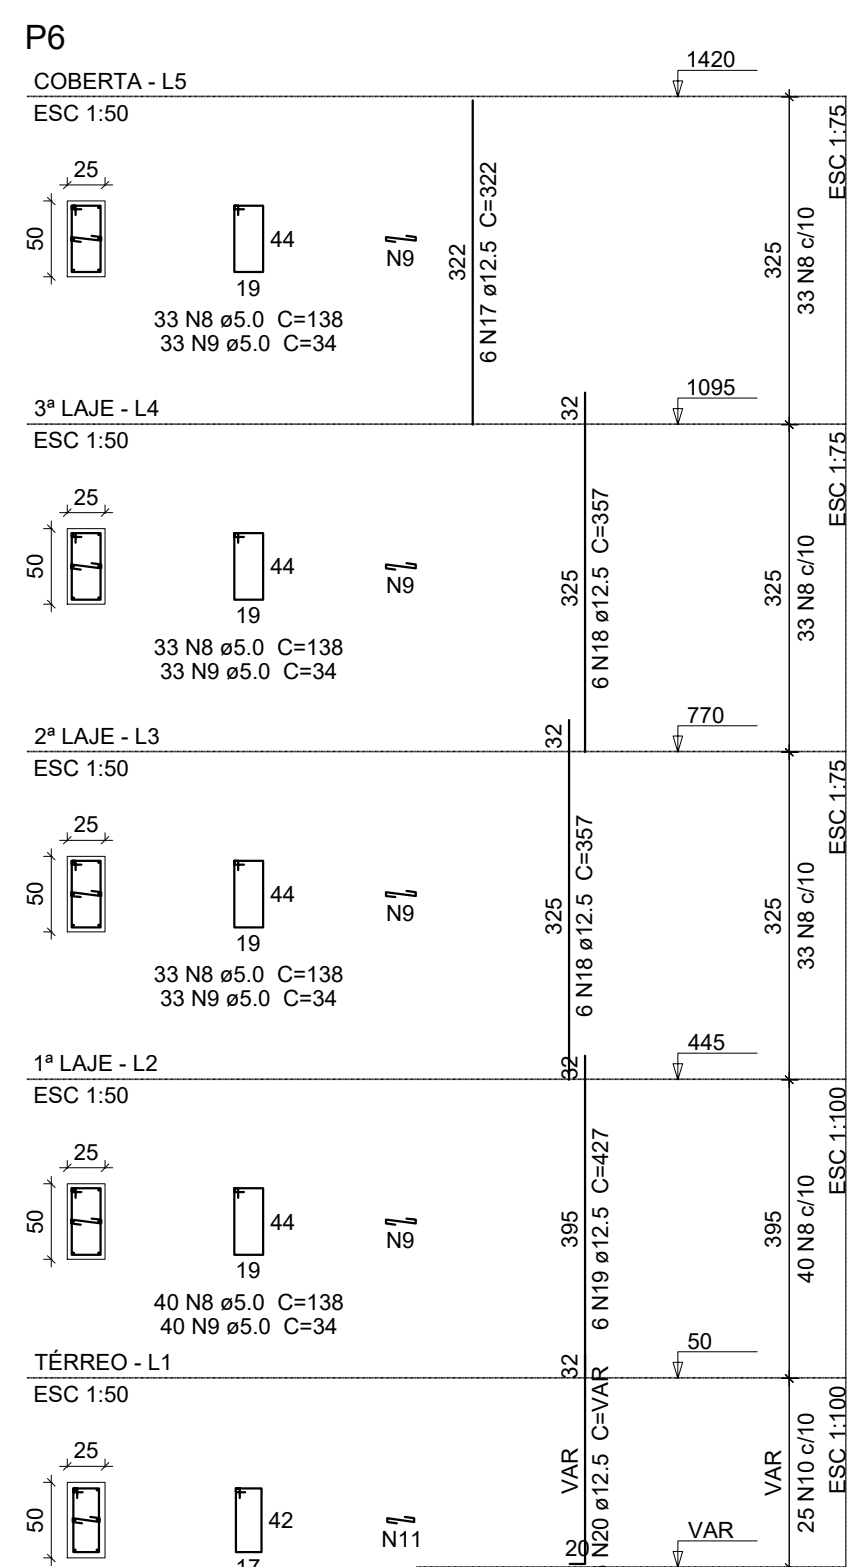 P6
COBERTA - L5
1420
ESC 1:50
ESC 1:75
25
50
44
19
N9
33 N8 ø5.0 C=138
33 N9 ø5.0 C=34
322
6 N17 ø12.5 C=322
325
33 N8 c/10
3ª LAJE - L4
32
1095
ESC 1:50
ESC 1:75
25
50
44
19
N9
33 N8 ø5.0 C=138
33 N9 ø5.0 C=34
325
6 N18 ø12.5 C=357
325
33 N8 c/10
2ª LAJE - L3
32
770
ESC 1:50
ESC 1:75
25
50
44
19
N9
33 N8 ø5.0 C=138
33 N9 ø5.0 C=34
325
6 N18 ø12.5 C=357
325
33 N8 c/10
1ª LAJE - L2
32
445
ESC 1:50
ESC 1:100
25
50
44
19
N9
40 N8 ø5.0 C=138
40 N9 ø5.0 C=34
395
6 N19 ø12.5 C=427
395
40 N8 c/10
TÉRREO - L1
32
50
ESC 1:50
ESC 1:100
25
50
42
17
N11
VAR
N20 ø12.5 C=VAR
20
VAR
25 N10 c/10
VAR